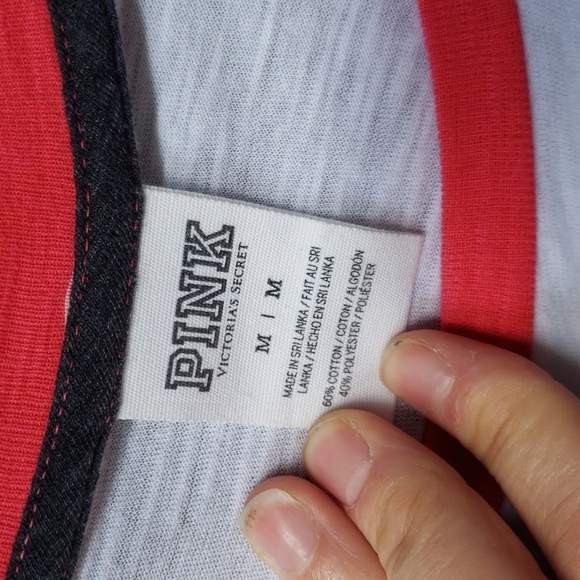 PINK
VICTORIA'S SECRET
M | M
MADE IN SRI LANKA / FAIT AU SRI
LANKA / HECHO EN SRI LANKA
60% COTTON / COTON / ALGODÓN
40% POLYESTER / POLIÉSTER